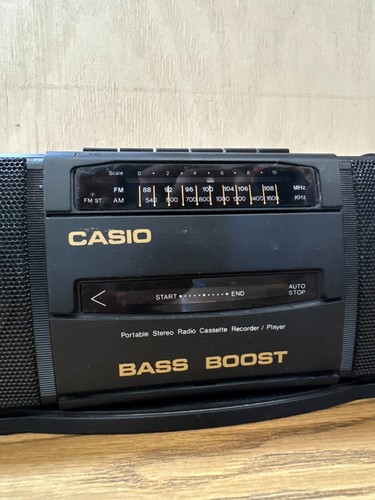 Scale 0 • 2 • 4 • 6 • 8 • 10
FM 88 92 96 100 104 106 108 MHz
FM ST. AM 540 600 700 800 1000 1200 1400 1600 KHz
CASIO
START END
AUTO STOP
Portable Stereo Radio Cassette Recorder / Player
BASS BOOST